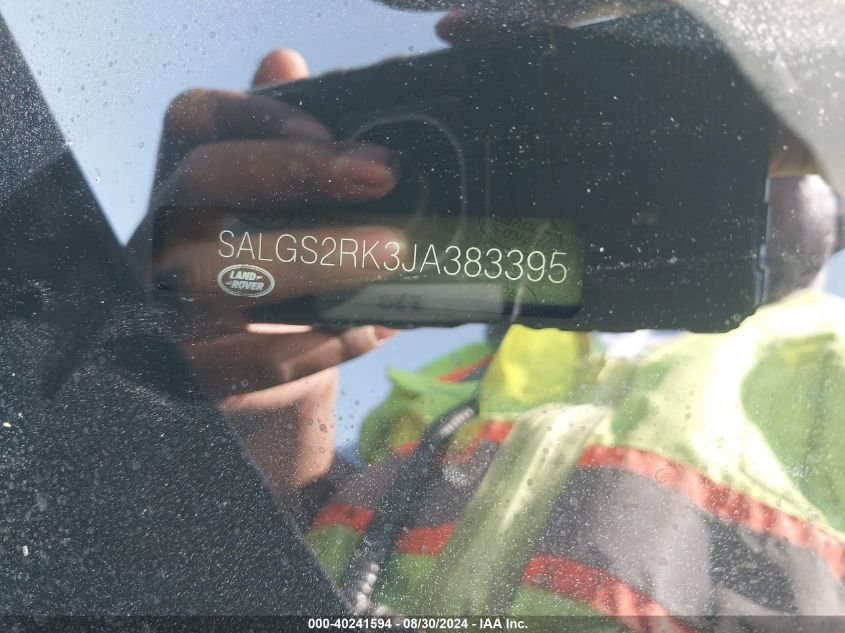 SALGS2RK3JA383395
LAND-
-ROVER
000-40241594 - 08/30/2024 - IAA Inc.